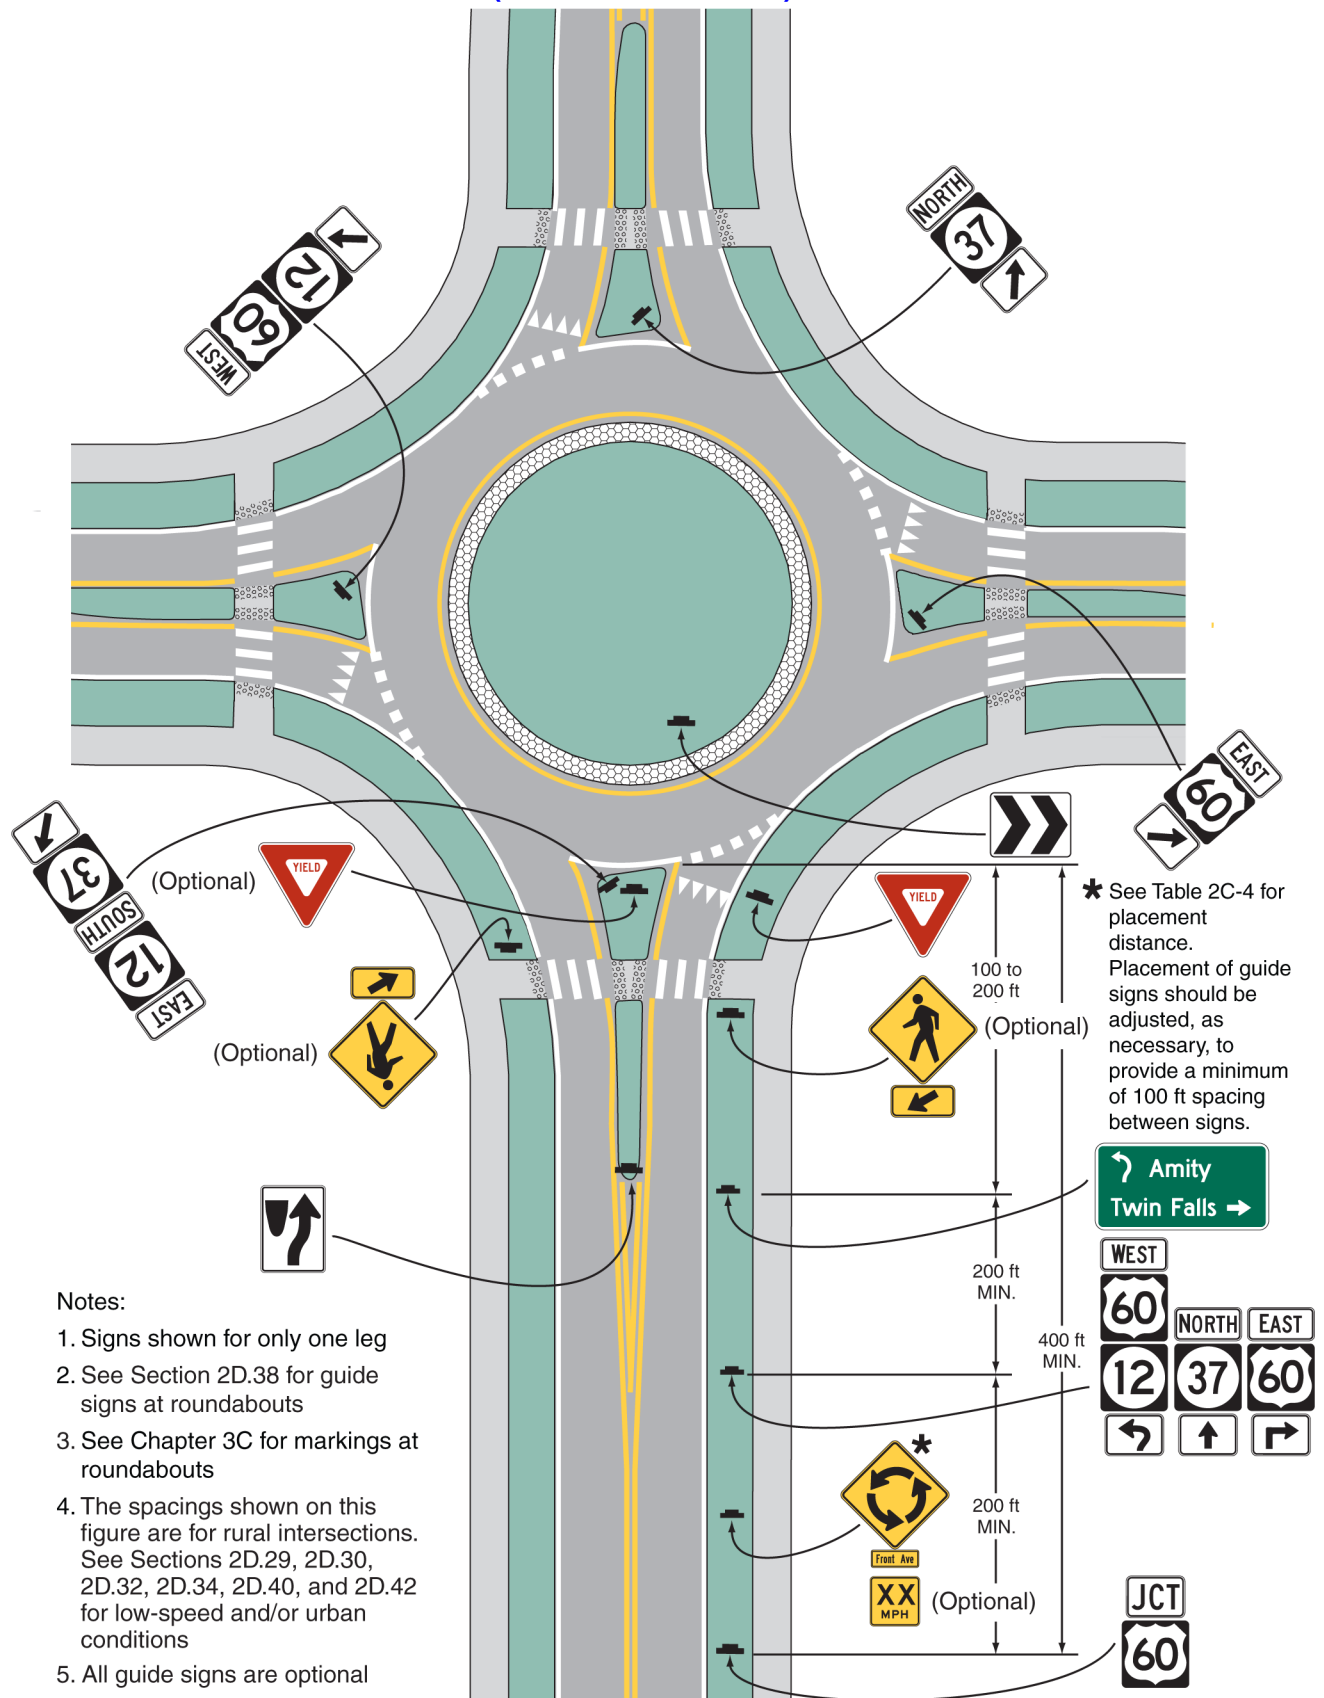 NORTH
37
12
60
WEST
EAST
60
37
SOUTH
12
EAST
(Optional)
YIELD
YIELD
(Optional)
100 to
200 ft
(Optional)
* See Table 2C-4 for
placement
distance.
Placement of guide
signs should be
adjusted, as
necessary, to
provide a minimum
of 100 ft spacing
between signs.
Amity
Twin Falls
200 ft
MIN.
400 ft
MIN.
WEST
60
NORTH EAST
12 37 60
*
Front Ave
XX
MPH
(Optional)
200 ft
MIN.
JCT
60
Notes:
1. Signs shown for only one leg
2. See Section 2D.38 for guide
signs at roundabouts
3. See Chapter 3C for markings at
roundabouts
4. The spacings shown on this
figure are for rural intersections.
See Sections 2D.29, 2D.30,
2D.32, 2D.34, 2D.40, and 2D.42
for low-speed and/or urban
conditions
5. All guide signs are optional